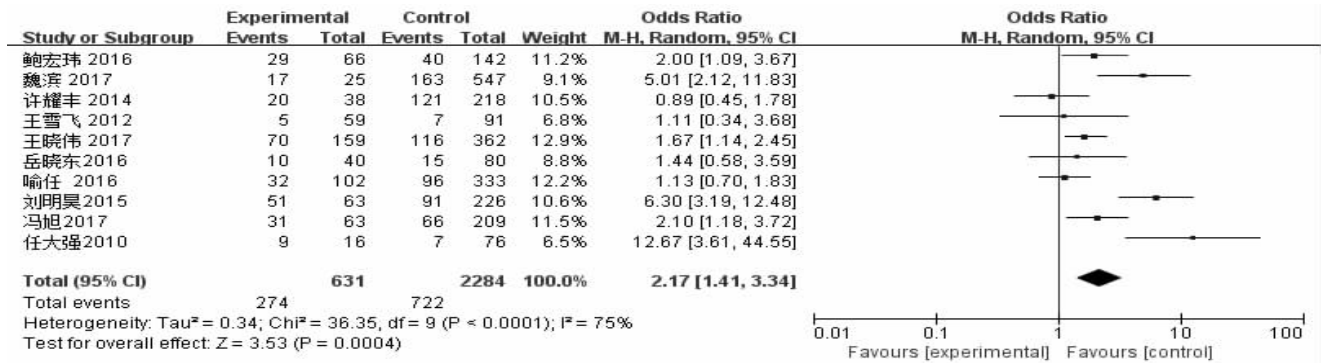 Experimental Control Odds Ratio Odds Ratio
Study or Subgroup Events Total Events Total Weight M-H, Random, 95% CI M-H, Random, 95% CI
鲍宏玮 2016 29 66 40 142 11.2% 2.00 [1.09, 3.67]
魏滨 2017 17 25 163 547 9.1% 5.01 [2.12, 11.83]
许耀丰 2014 20 38 121 218 10.5% 0.89 [0.45, 1.78]
王雪飞 2012 5 59 7 91 6.8% 1.11 [0.34, 3.68]
王晓伟 2017 70 159 116 362 12.9% 1.67 [1.14, 2.45]
岳晓东2016 10 40 15 80 8.8% 1.44 [0.58, 3.59]
喻任 2016 32 102 96 333 12.2% 1.13 [0.70, 1.83]
刘明昊2015 51 63 91 226 10.6% 6.30 [3.19, 12.48]
冯旭2017 31 63 66 209 11.5% 2.10 [1.18, 3.72]
任大强2010 9 16 7 76 6.5% 12.67 [3.61, 44.55]
Total (95% CI) 631 2284 100.0% 2.17 [1.41, 3.34]
Total events 274 722
Heterogeneity: Tau² = 0.34; Chi² = 36.35, df = 9 (P < 0.0001); I² = 75%
Test for overall effect: Z = 3.53 (P = 0.0004)
0.01 0.1 1 10 100
Favours [experimental] Favours [control]